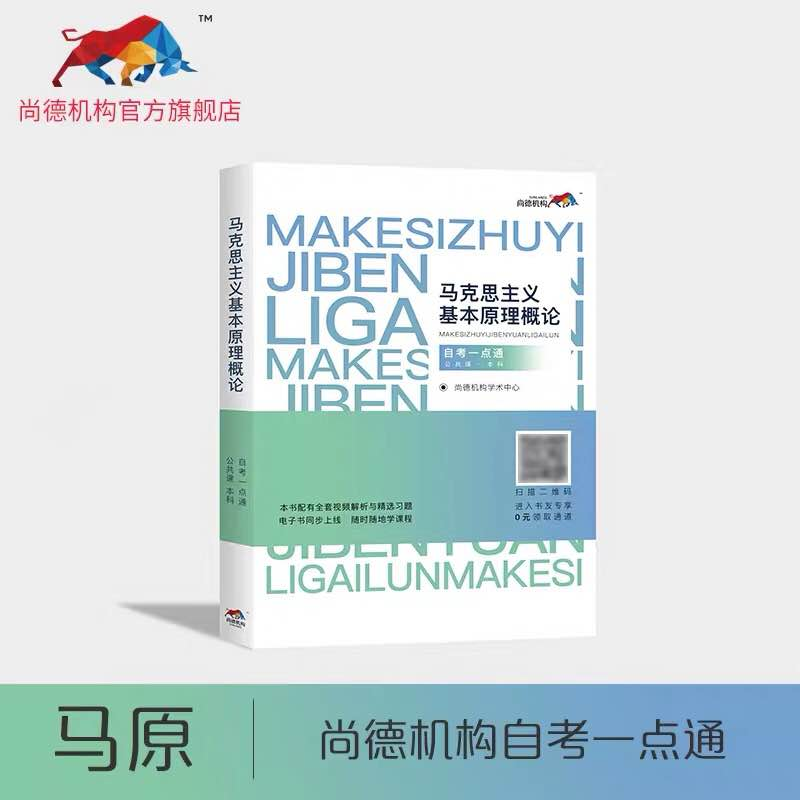 TM
尚德机构官方旗舰店
马克思主义基本原理概论
自考一点通
公共课 本科
尚德机构
尚德机构
MAKESIZHUYI
JIBEN
LIGA
MAKES
JIBEN
马克思主义
基本原理概论
MAKESIZHUYIJIBENYUANLIGAILUN
自考一点通
公共课·本科
尚德机构学术中心
本书配有全套视频解析与精选习题
电子书同步上线 随时随地学课程
扫描二维码
进入书友专享
0元领取通道
JIBENYUAN
LIGAILUNMAKESI
马原
尚德机构自考一点通